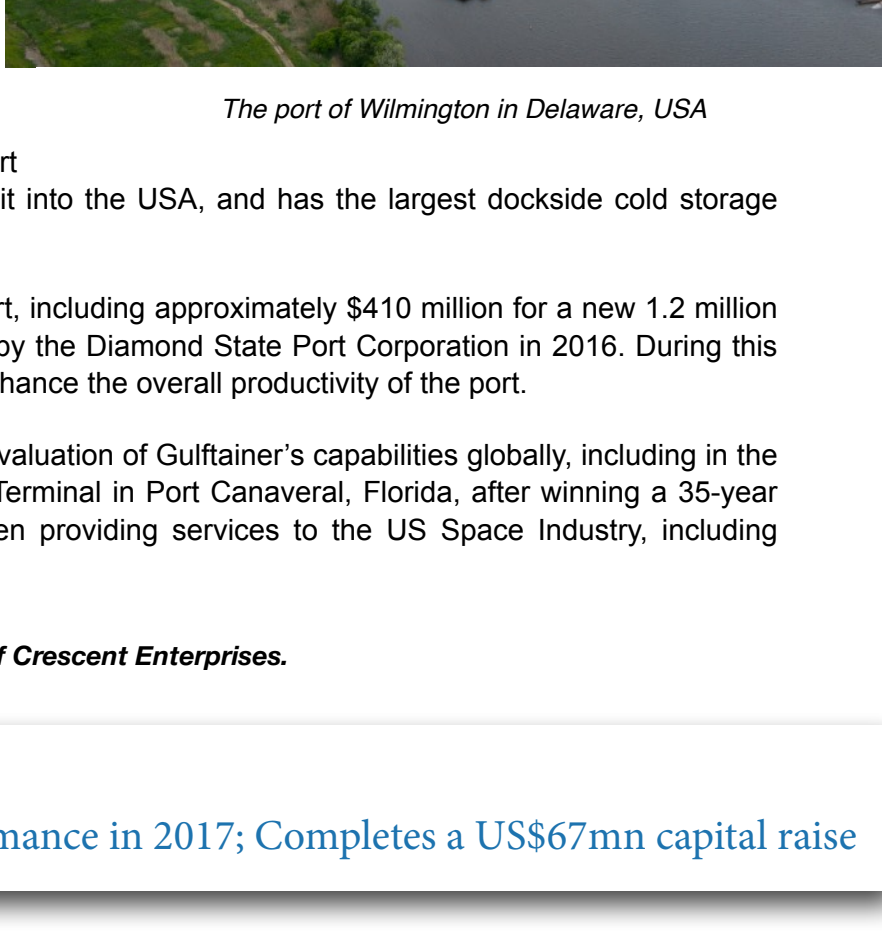 The port of Wilmington in Delaware, USA
rt
it into the USA, and has the largest dockside cold storage
rt, including approximately $410 million for a new 1.2 million
by the Diamond State Port Corporation in 2016. During this
hance the overall productivity of the port.
valuation of Gulftainer’s capabilities globally, including in the
Terminal in Port Canaveral, Florida, after winning a 35-year
en providing services to the US Space Industry, including
f Crescent Enterprises.
mance in 2017; Completes a US$67mn capital raise